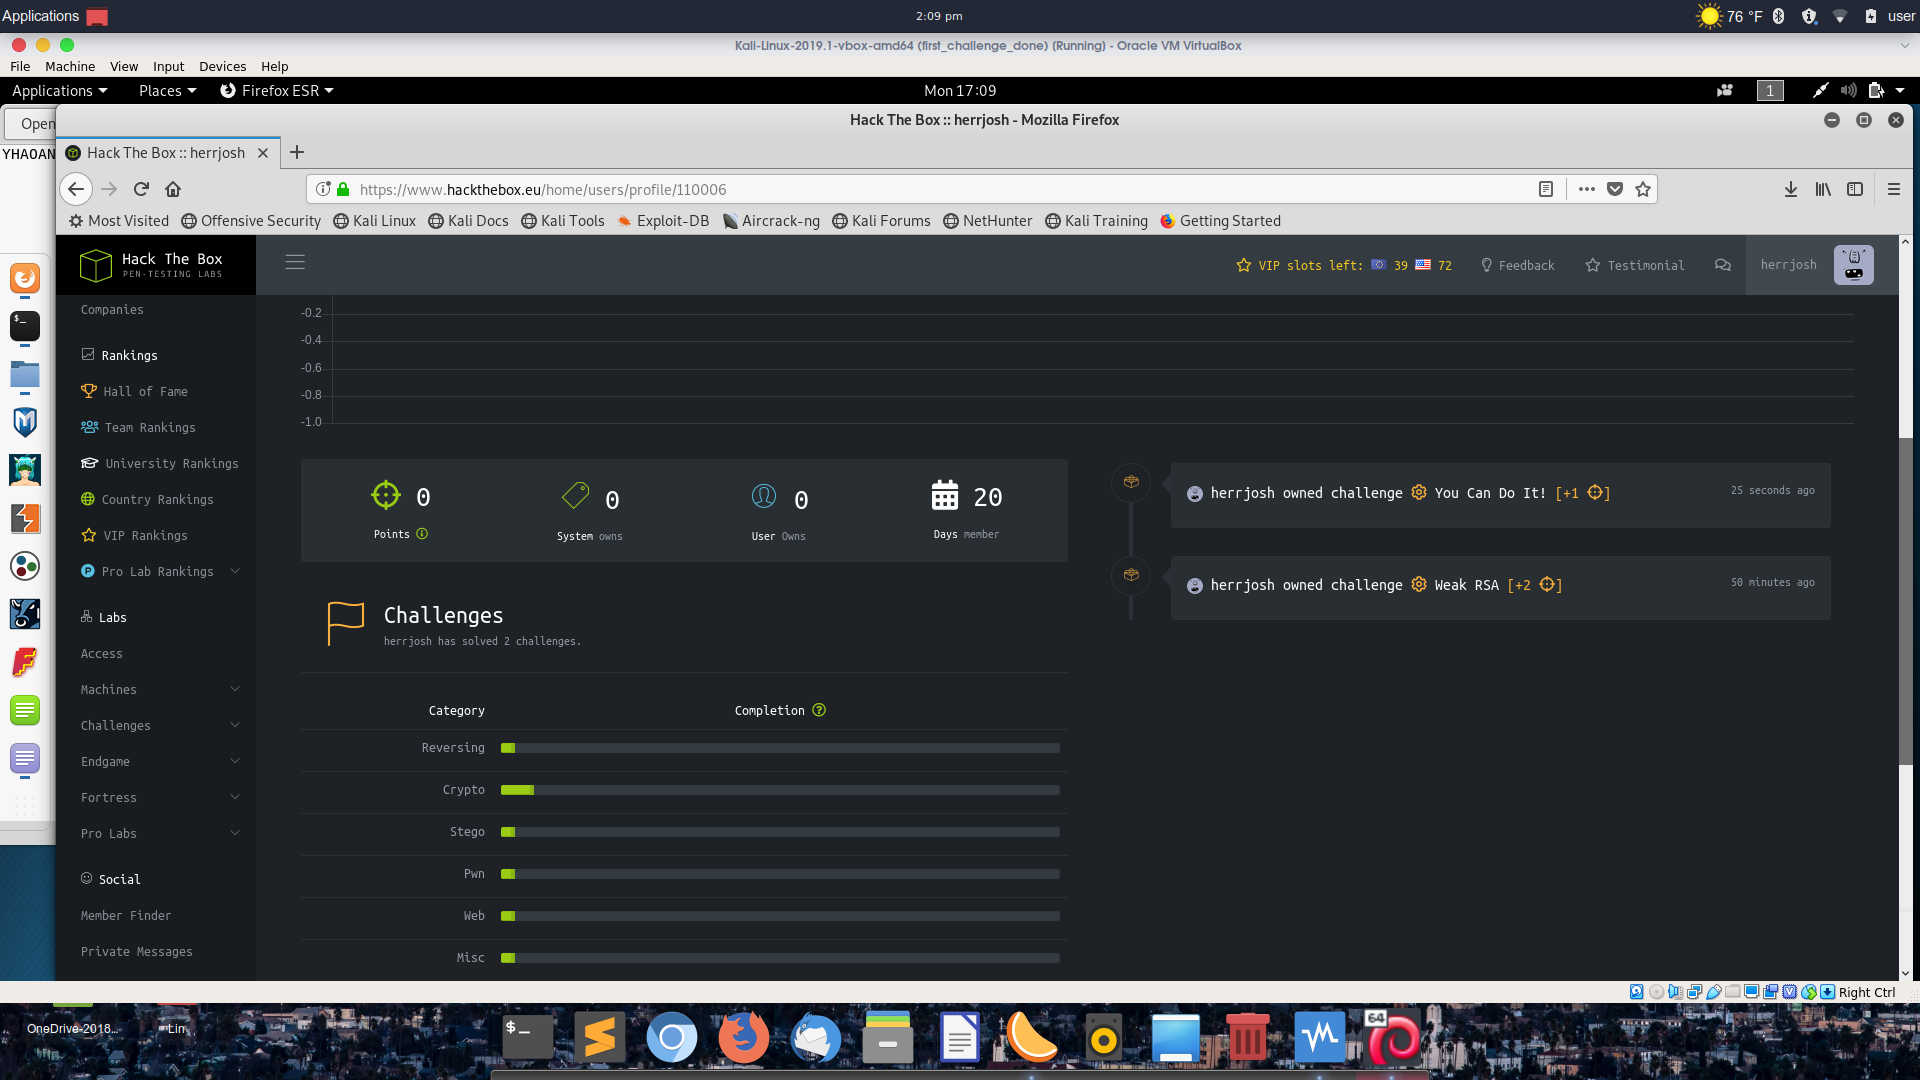 Applications
2:09 pm
76 °F
user
Kali-Linux-2019.1-vbox-amd64 (first_challenge_done) [Running] - Oracle VM VirtualBox
File Machine View Input Devices Help
Applications Places Firefox ESR
Mon 17:09
1
Open
YHAOAN
Hack The Box :: herrjosh - Mozilla Firefox
Hack The Box :: herrjosh
https://www.hackthebox.eu/home/users/profile/110006
Most Visited Offensive Security Kali Linux Kali Docs Kali Tools Exploit-DB Aircrack-ng Kali Forums NetHunter Kali Training Getting Started
Hack The Box
PEN-TESTING LABS
VIP slots left: 39 72 Feedback Testimonial herrjosh
Companies
Rankings
Hall of Fame
Team Rankings
University Rankings
Country Rankings
VIP Rankings
Pro Lab Rankings
Labs
Access
Machines
Challenges
Endgame
Fortress
Pro Labs
Social
Member Finder
Private Messages
-0.2
-0.4
-0.6
-0.8
-1.0
0 0 0 20
Points System owns User Owns Days member
Challenges
herrjosh has solved 2 challenges.
Category Completion
Reversing
Crypto
Stego
Pwn
Web
Misc
herrjosh owned challenge You Can Do It! [+1 ] 25 seconds ago
herrjosh owned challenge Weak RSA [+2 ] 50 minutes ago
Right Ctrl
OneDrive-2018... Lin
64